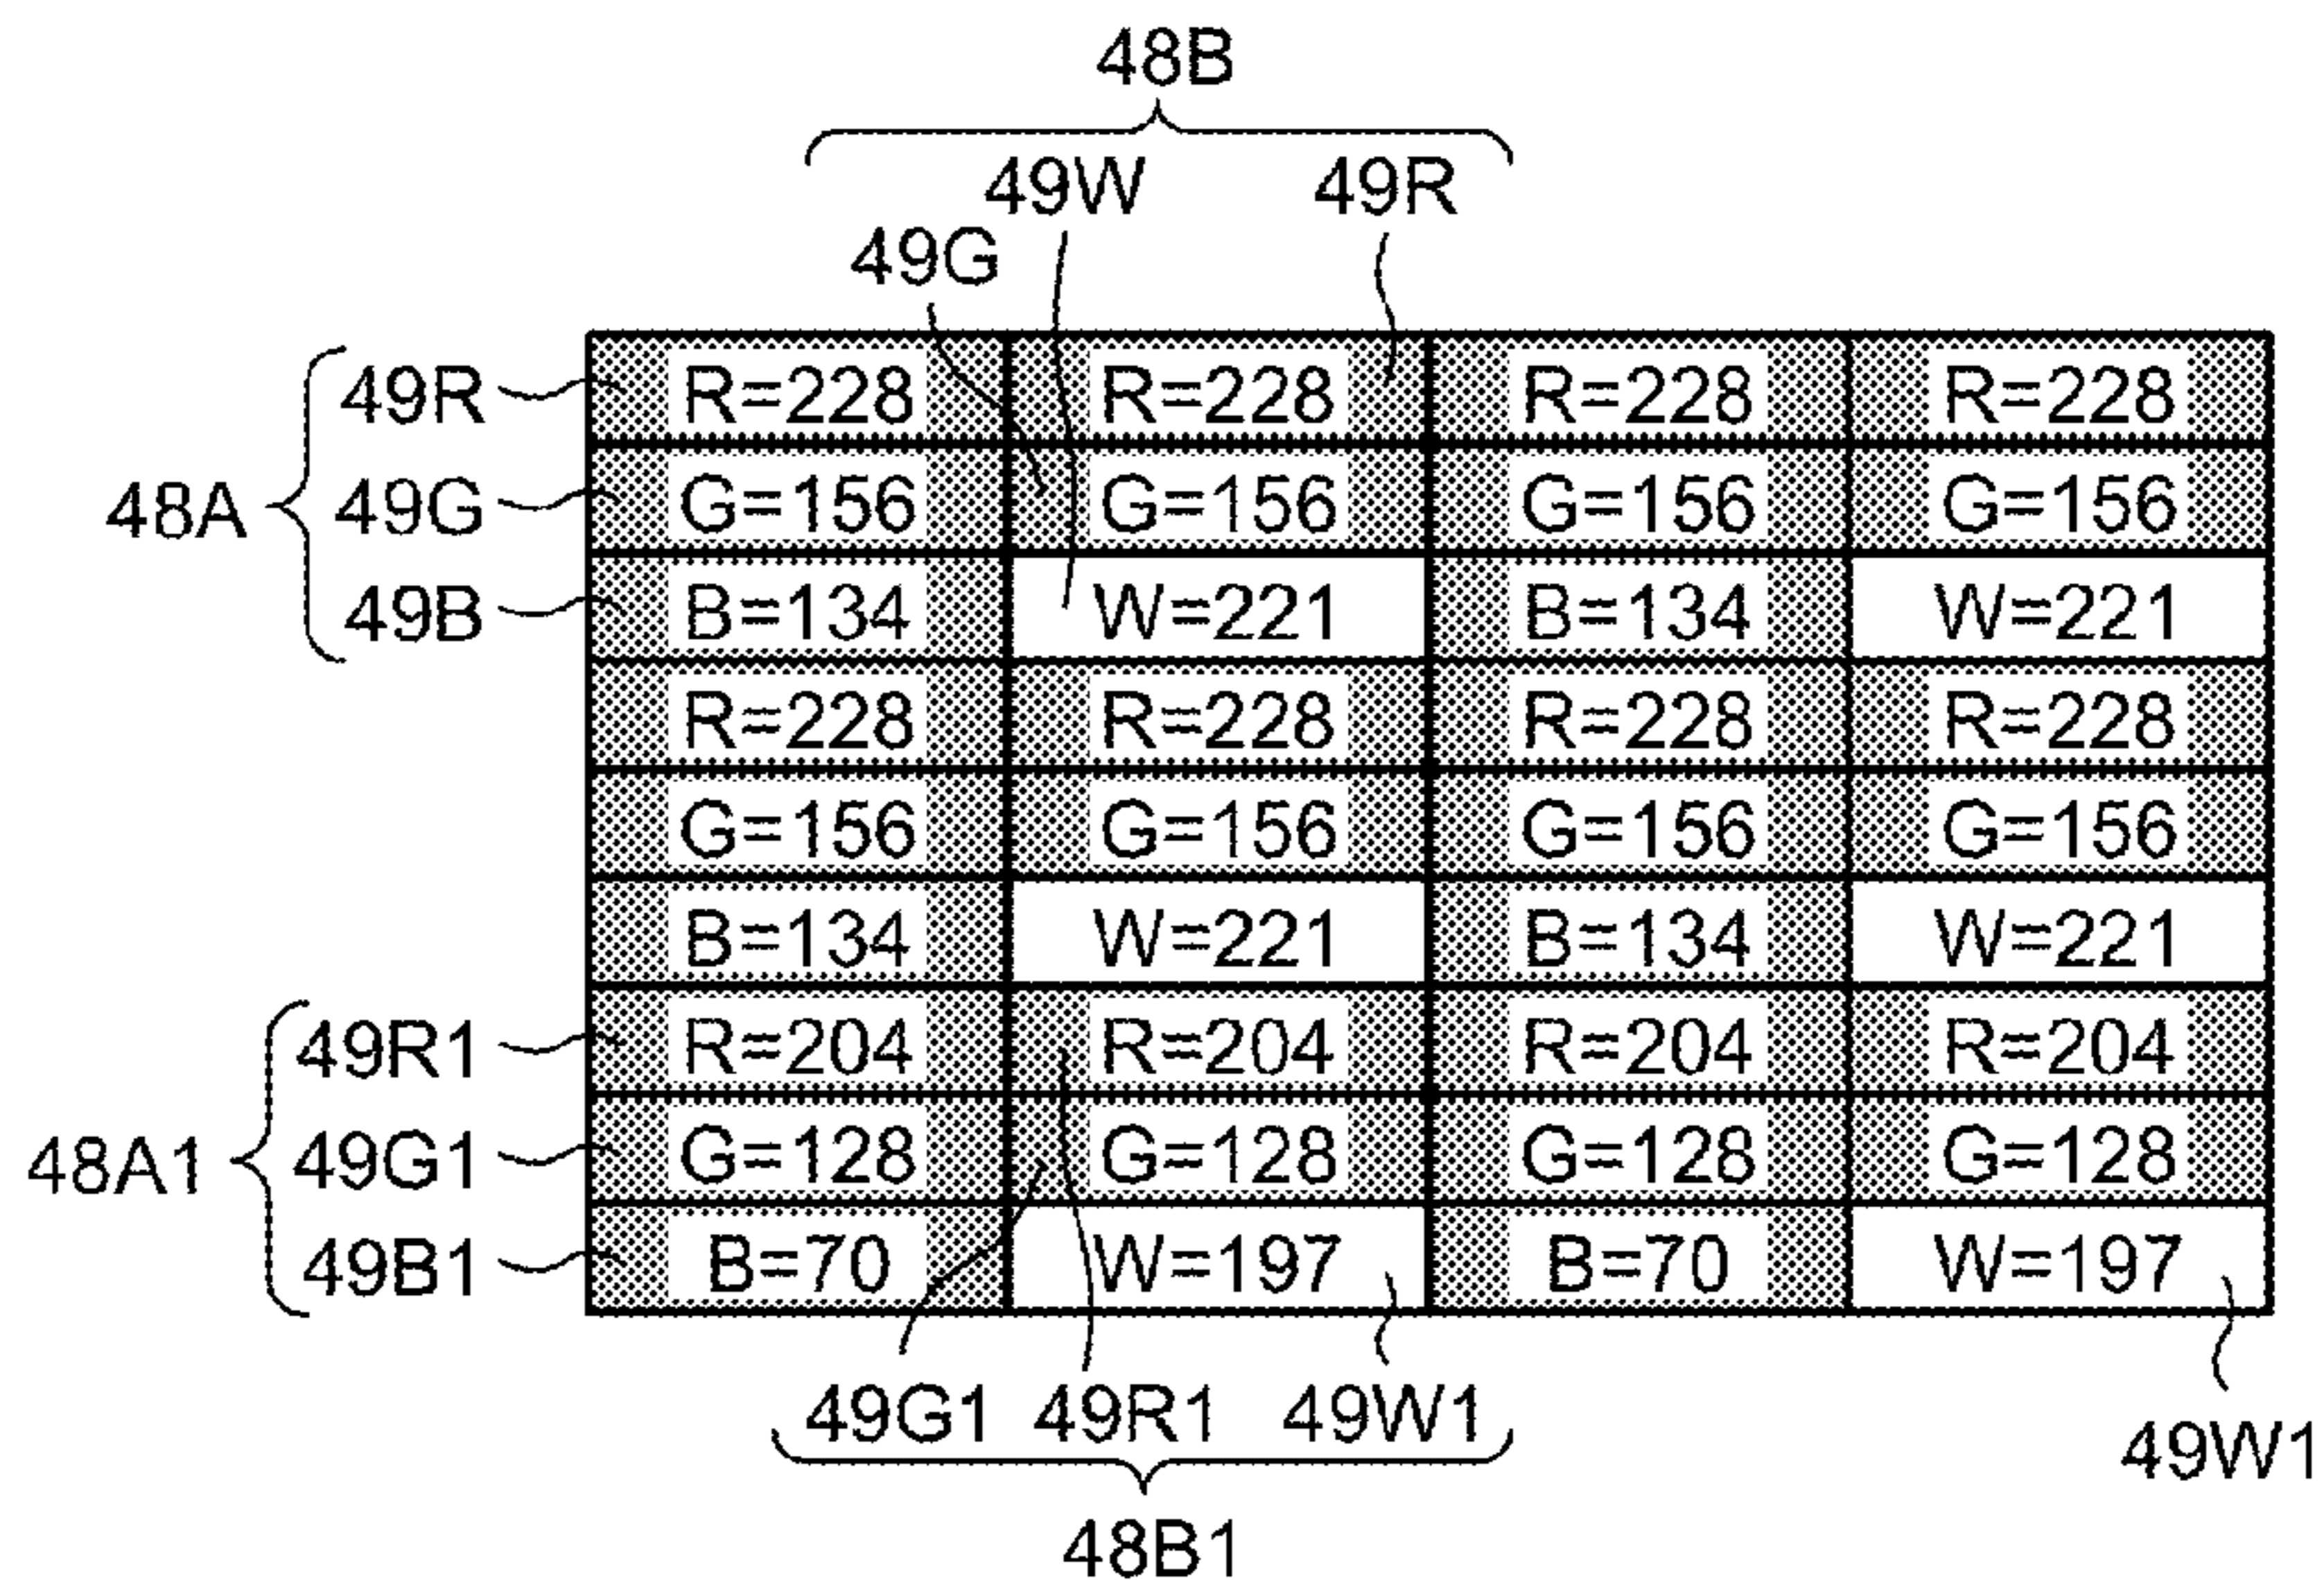 48B
49W 49R
49G
49R R=228 R=228 R=228 R=228
48A 49G G=156 G=156 G=156 G=156
49B B=134 W=221 B=134 W=221
R=228 R=228 R=228 R=228
G=156 G=156 G=156 G=156
B=134 W=221 B=134 W=221
49R1 R=204 R=204 R=204 R=204
48A1 49G1 G=128 G=128 G=128 G=128
49B1 B=70 W=197 B=70 W=197
49G1 49R1 49W1
49W1
48B1